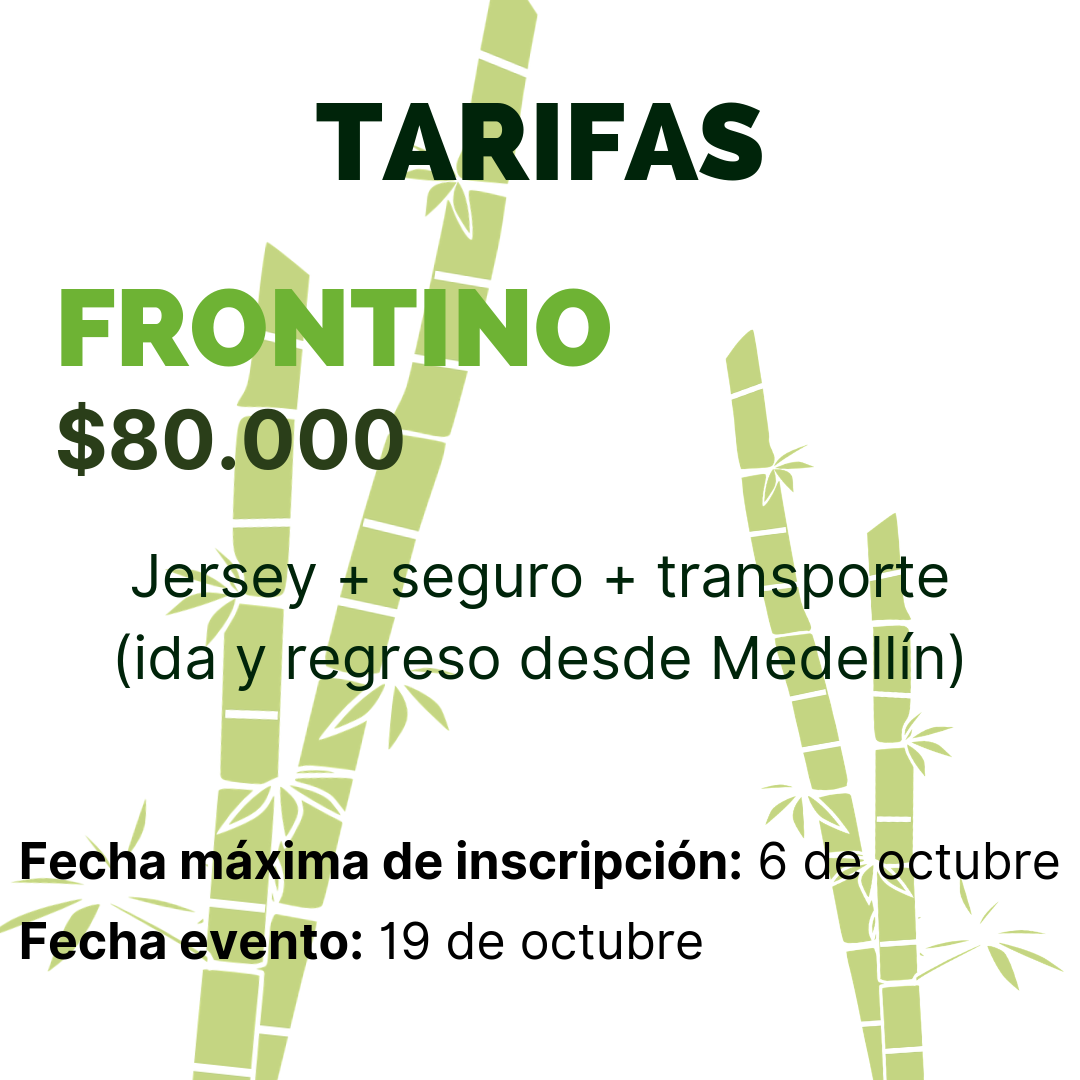 TARIFAS
FRONTINO
$80.000
Jersey + seguro + transporte
(ida y regreso desde Medellín)
Fecha máxima de inscripción: 6 de octubre
Fecha evento: 19 de octubre